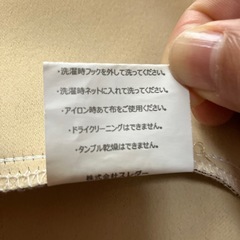 ・洗濯時フックを外して洗ってください。
・洗濯時ネットに入れて洗ってください。
・アイロン時あて布をご使用ください。
・ドライクリーニングはできません。
・タンブル乾燥はできません。